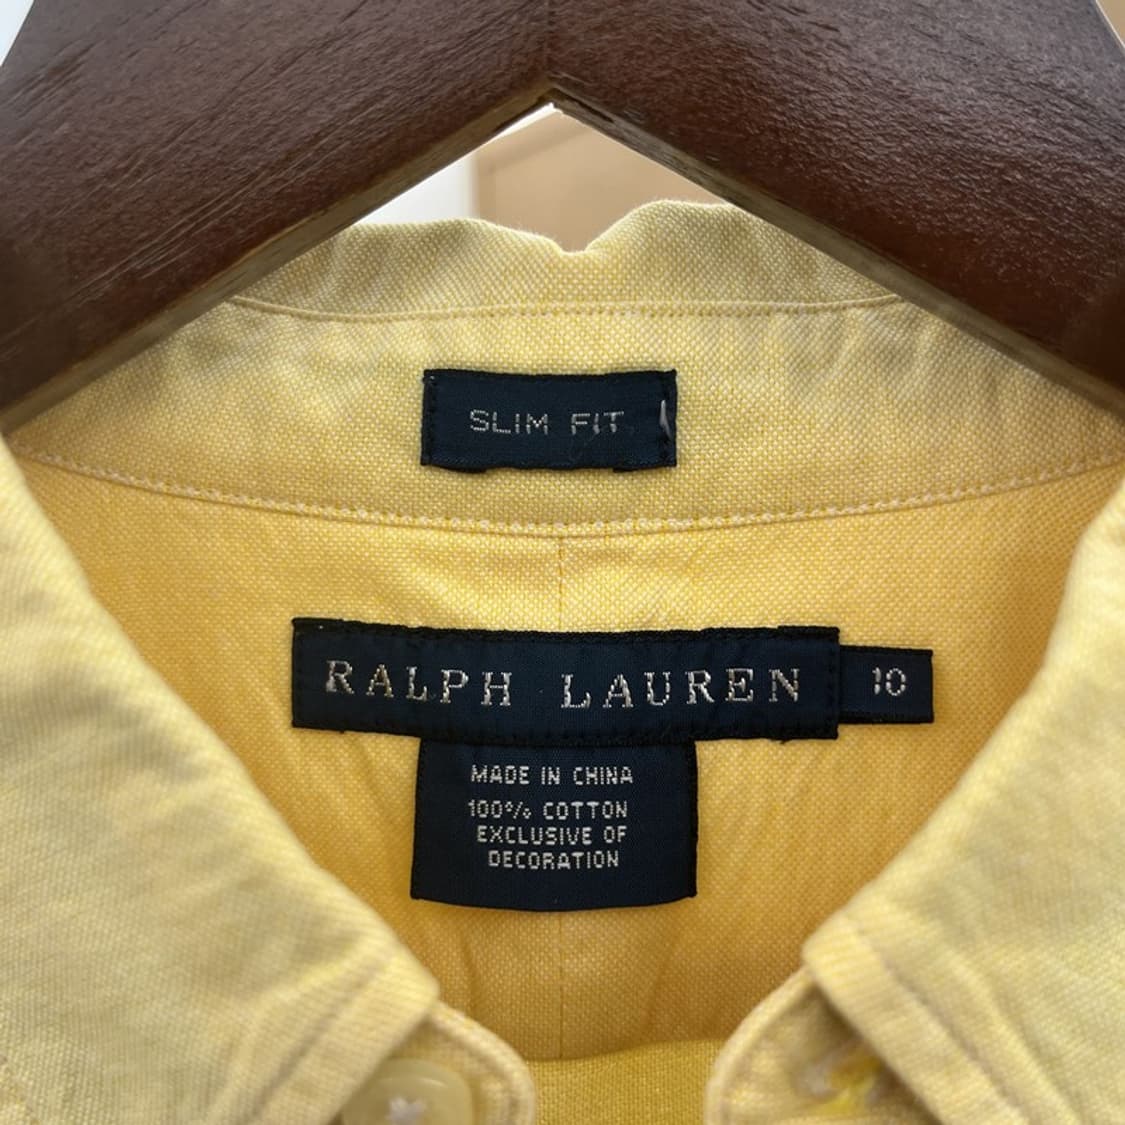 SLIM FIT
RALPH LAUREN
10
MADE IN CHINA
100% COTTON
EXCLUSIVE OF
DECORATION